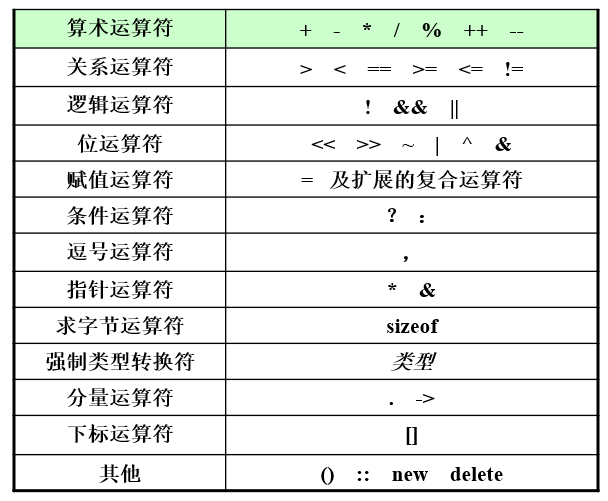 算术运算符 + - * / % ++ --
关系运算符 > < == >= <= !=
逻辑运算符 ! && ||
位运算符 << >> ~ | ^ &
赋值运算符 = 及扩展的复合运算符
条件运算符 ? :
逗号运算符 ,
指针运算符 * &
求字节运算符 sizeof
强制类型转换符 类型
分量运算符 . ->
下标运算符 []
其他 () :: new delete